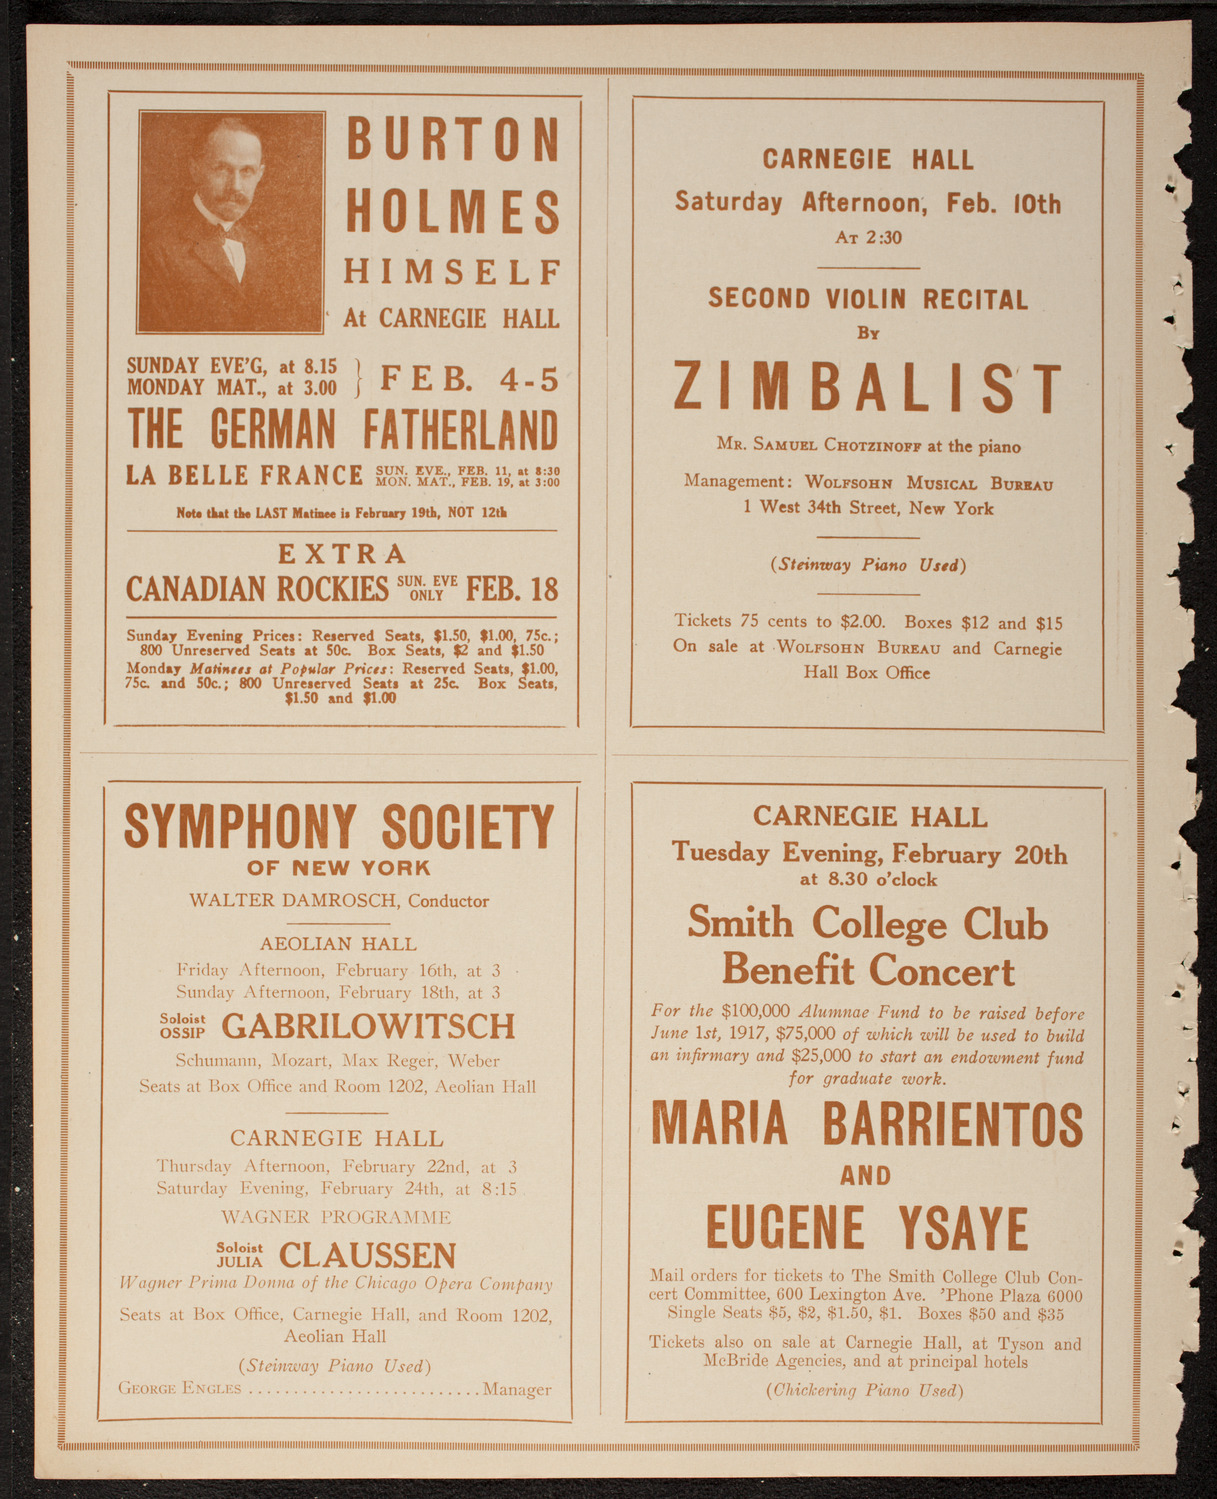 BURTON
HOLMES
HIMSELF
At CARNEGIE HALL
SUNDAY EVE'G, at 8.15
MONDAY MAT., at 3.00 } FEB. 4-5
THE GERMAN FATHERLAND
LA BELLE FRANCE SUN. EVE., FEB. 11, at 8:30
MON. MAT., FEB. 19, at 3:00
Note that the LAST Matinee is February 19th, NOT 12th
EXTRA
CANADIAN ROCKIES SUN. EVE ONLY FEB. 18
Sunday Evening Prices: Reserved Seats, $1.50, $1.00, 75c.;
800 Unreserved Seats at 50c. Box Seats, $2 and $1.50
Monday Matinees at Popular Prices: Reserved Seats, $1.00,
75c. and 50c.; 800 Unreserved Seats at 25c. Box Seats,
$1.50 and $1.00
CARNEGIE HALL
Saturday Afternoon, Feb. 10th
AT 2:30
SECOND VIOLIN RECITAL
BY
ZIMBALIST
MR. SAMUEL CHOTZINOFF at the piano
Management: WOLFSOHN MUSICAL BUREAU
1 West 34th Street, New York
(Steinway Piano Used)
Tickets 75 cents to $2.00. Boxes $12 and $15
On sale at WOLFSOHN BUREAU and Carnegie
Hall Box Office
SYMPHONY SOCIETY
OF NEW YORK
WALTER DAMROSCH, Conductor
AEOLIAN HALL
Friday Afternoon, February 16th, at 3
Sunday Afternoon, February 18th, at 3
Soloist OSSIP GABRILOWITSCH
Schumann, Mozart, Max Reger, Weber
Seats at Box Office and Room 1202, Aeolian Hall
CARNEGIE HALL
Thursday Afternoon, February 22nd, at 3
Saturday Evening, February 24th, at 8:15
WAGNER PROGRAMME
Soloist JULIA CLAUSSEN
Wagner Prima Donna of the Chicago Opera Company
Seats at Box Office, Carnegie Hall, and Room 1202,
Aeolian Hall
(Steinway Piano Used)
GEORGE ENGLES ..........................Manager
CARNEGIE HALL
Tuesday Evening, February 20th
at 8.30 o'clock
Smith College Club
Benefit Concert
For the $100,000 Alumnae Fund to be raised before
June 1st, 1917, $75,000 of which will be used to build
an infirmary and $25,000 to start an endowment fund
for graduate work.
MARIA BARRIENTOS
AND
EUGENE YSAYE
Mail orders for tickets to The Smith College Club Con-
cert Committee, 600 Lexington Ave. 'Phone Plaza 6000
Single Seats $5, $2, $1.50, $1. Boxes $50 and $35
Tickets also on sale at Carnegie Hall, at Tyson and
McBride Agencies, and at principal hotels
(Chickering Piano Used)